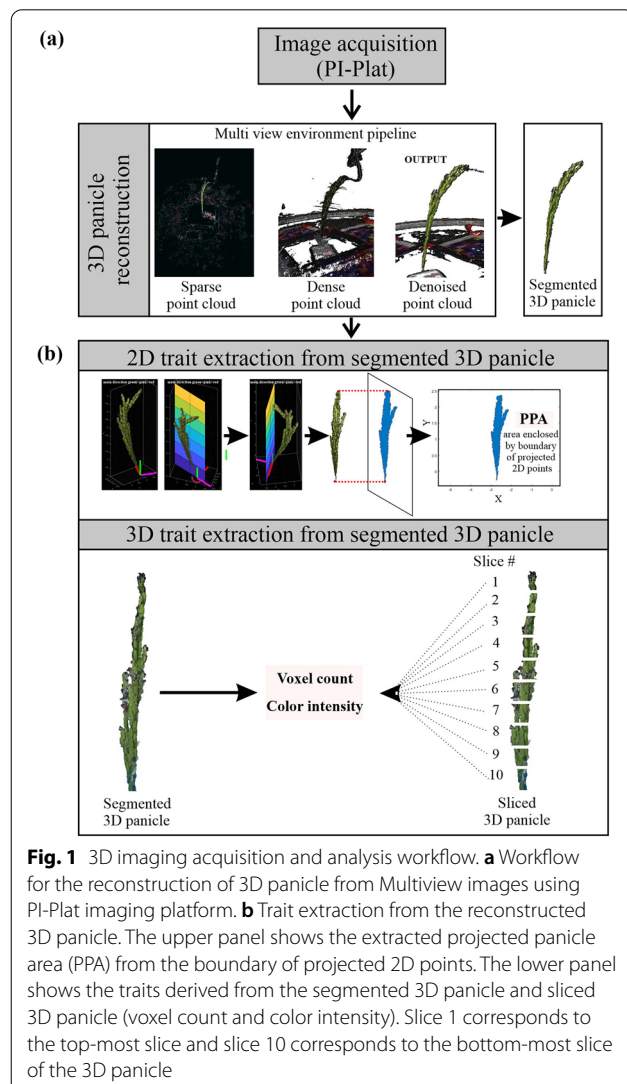 (a)
Image acquisition
(PI-Plat)
3D panicle
reconstruction
Multi view environment pipeline
OUTPUT
Sparse
point cloud
Dense
point cloud
Denoised
point cloud
Segmented
3D panicle
(b)
2D trait extraction from segmented 3D panicle
Y
PPA
area enclosed
by boundary
of projected
2D points
X
3D trait extraction from segmented 3D panicle
Slice #
1
2
3
4
5
6
7
8
9
10
Voxel count
Color intensity
Segmented
3D panicle
Sliced
3D panicle
Fig. 1 3D imaging acquisition and analysis workflow. a Workflow
for the reconstruction of 3D panicle from Multiview images using
PI-Plat imaging platform. b Trait extraction from the reconstructed
3D panicle. The upper panel shows the extracted projected panicle
area (PPA) from the boundary of projected 2D points. The lower panel
shows the traits derived from the segmented 3D panicle and sliced
3D panicle (voxel count and color intensity). Slice 1 corresponds to
the top-most slice and slice 10 corresponds to the bottom-most slice
of the 3D panicle